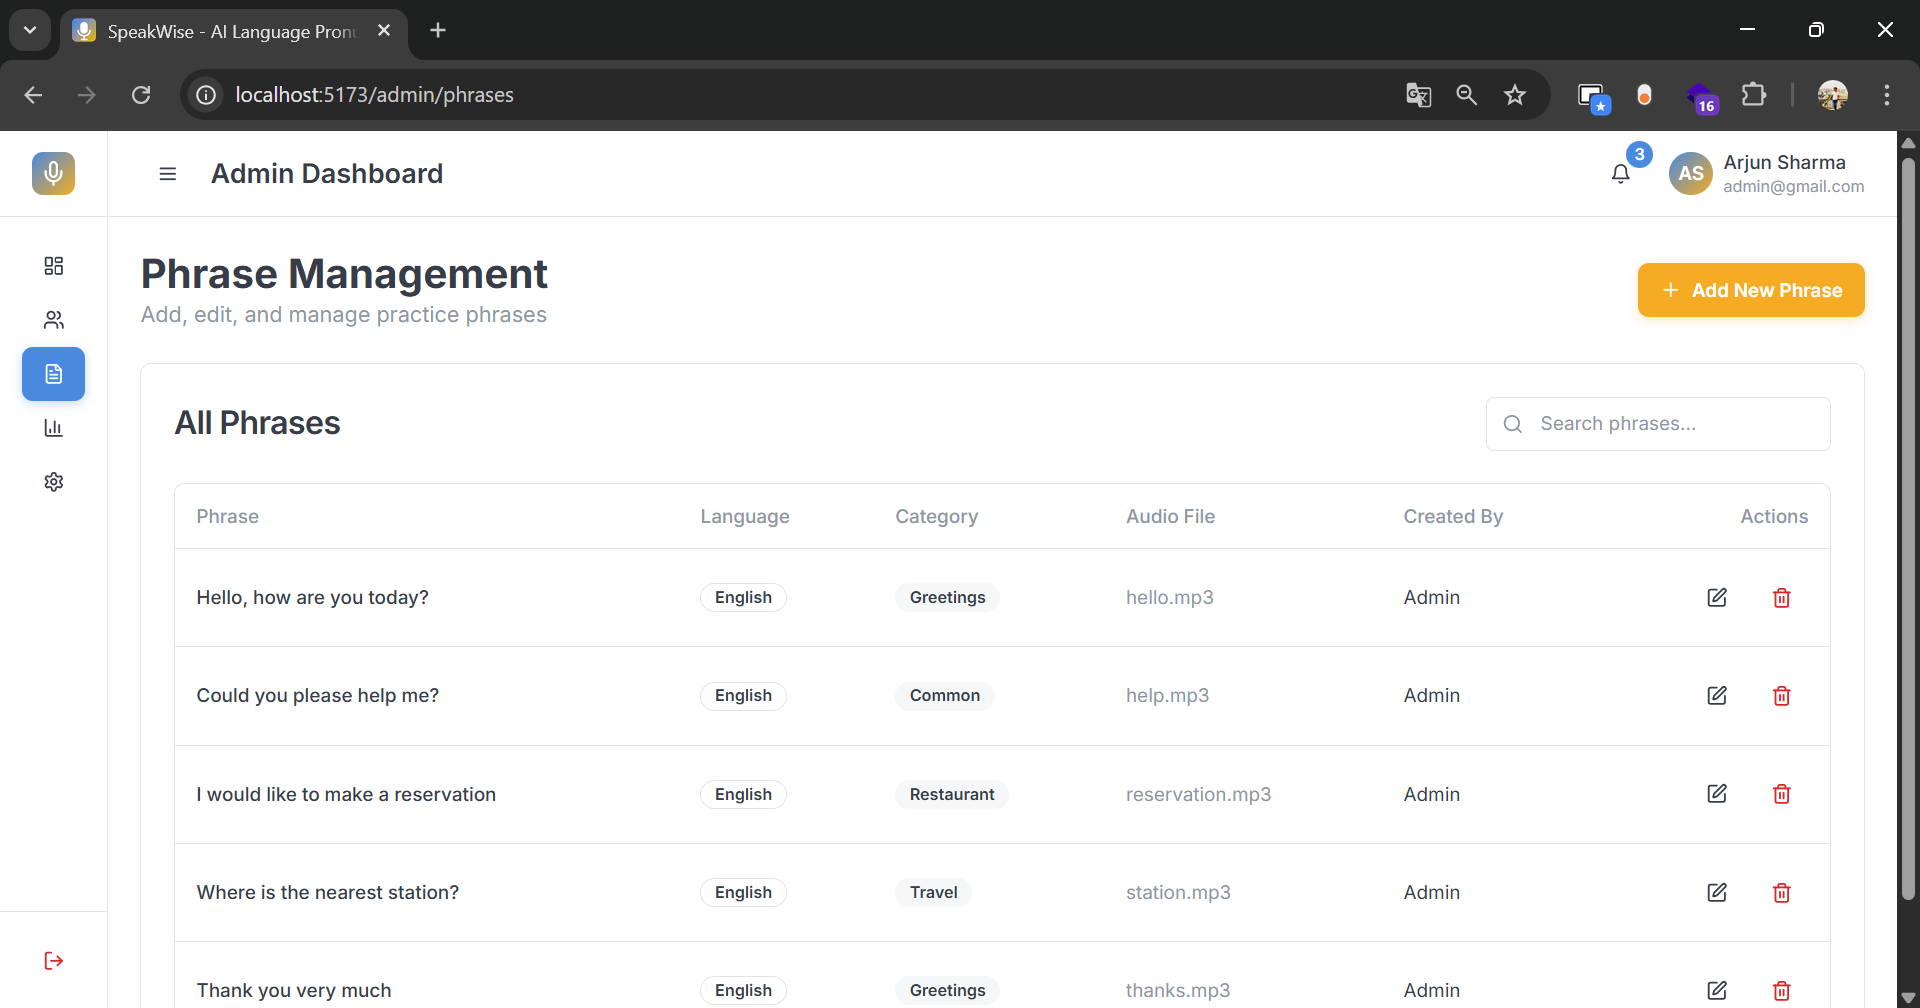 SpeakWise - AI Language Pron
localhost:5173/admin/phrases
16
Admin Dashboard
3
AS
Arjun Sharma
admin@gmail.com
Phrase Management
Add, edit, and manage practice phrases
+ Add New Phrase
All Phrases
Search phrases...
Phrase Language Category Audio File Created By Actions
Hello, how are you today? English Greetings hello.mp3 Admin
Could you please help me? English Common help.mp3 Admin
I would like to make a reservation English Restaurant reservation.mp3 Admin
Where is the nearest station? English Travel station.mp3 Admin
Thank you very much English Greetings thanks.mp3 Admin